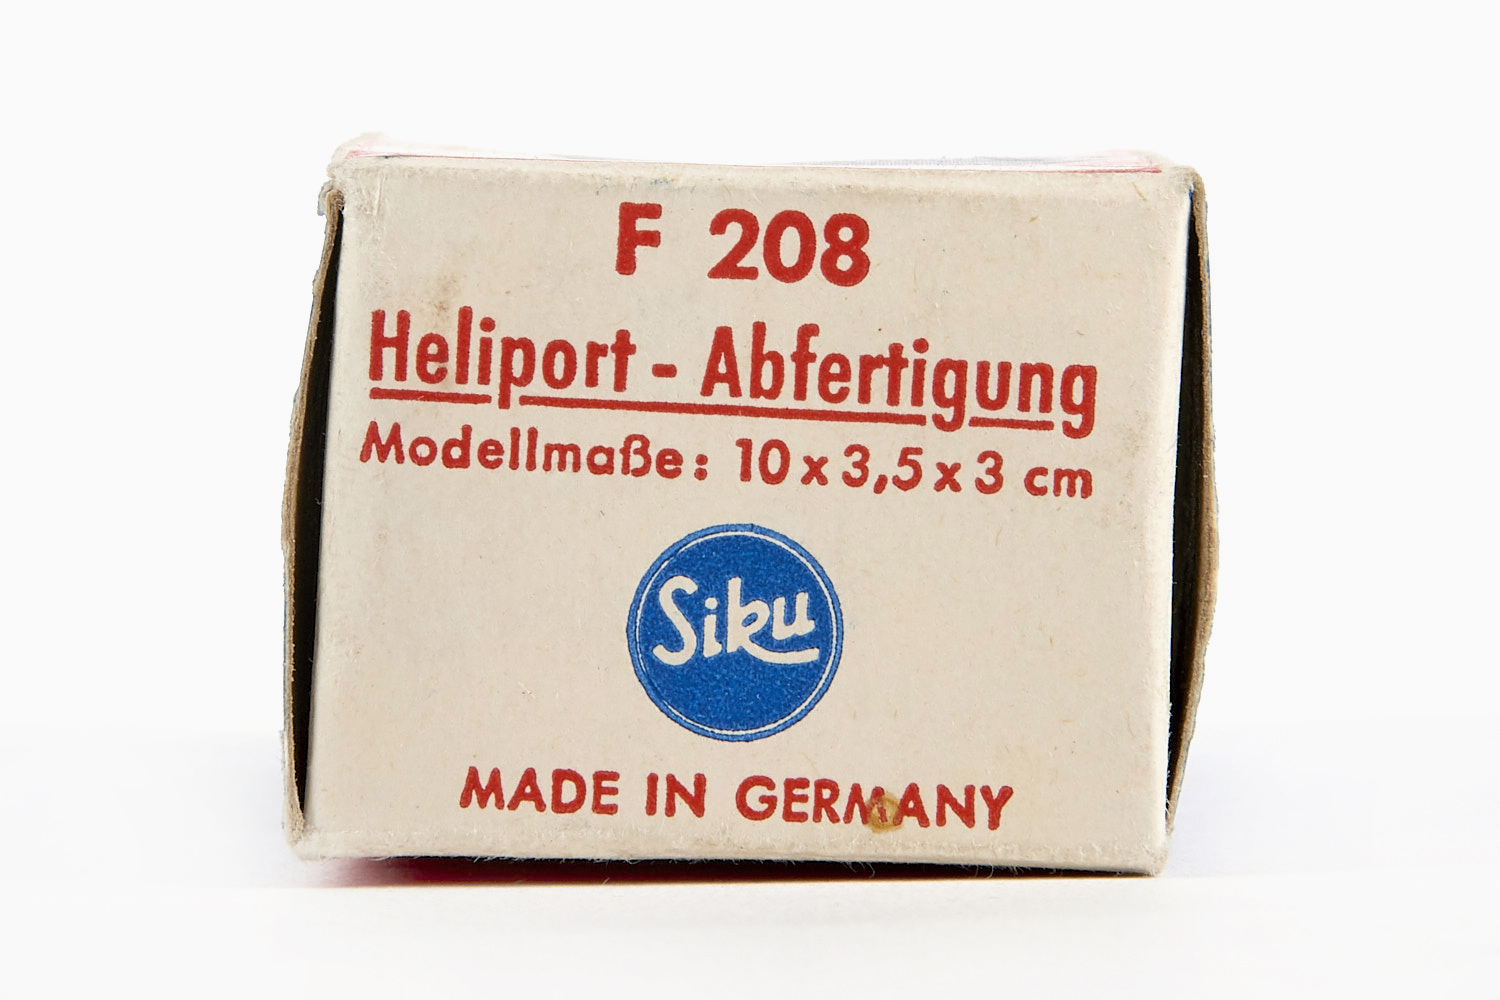 F 208
Heliport - Abfertigung
Modellmaße: 10 x 3,5 x 3 cm
Siku
MADE IN GERMANY